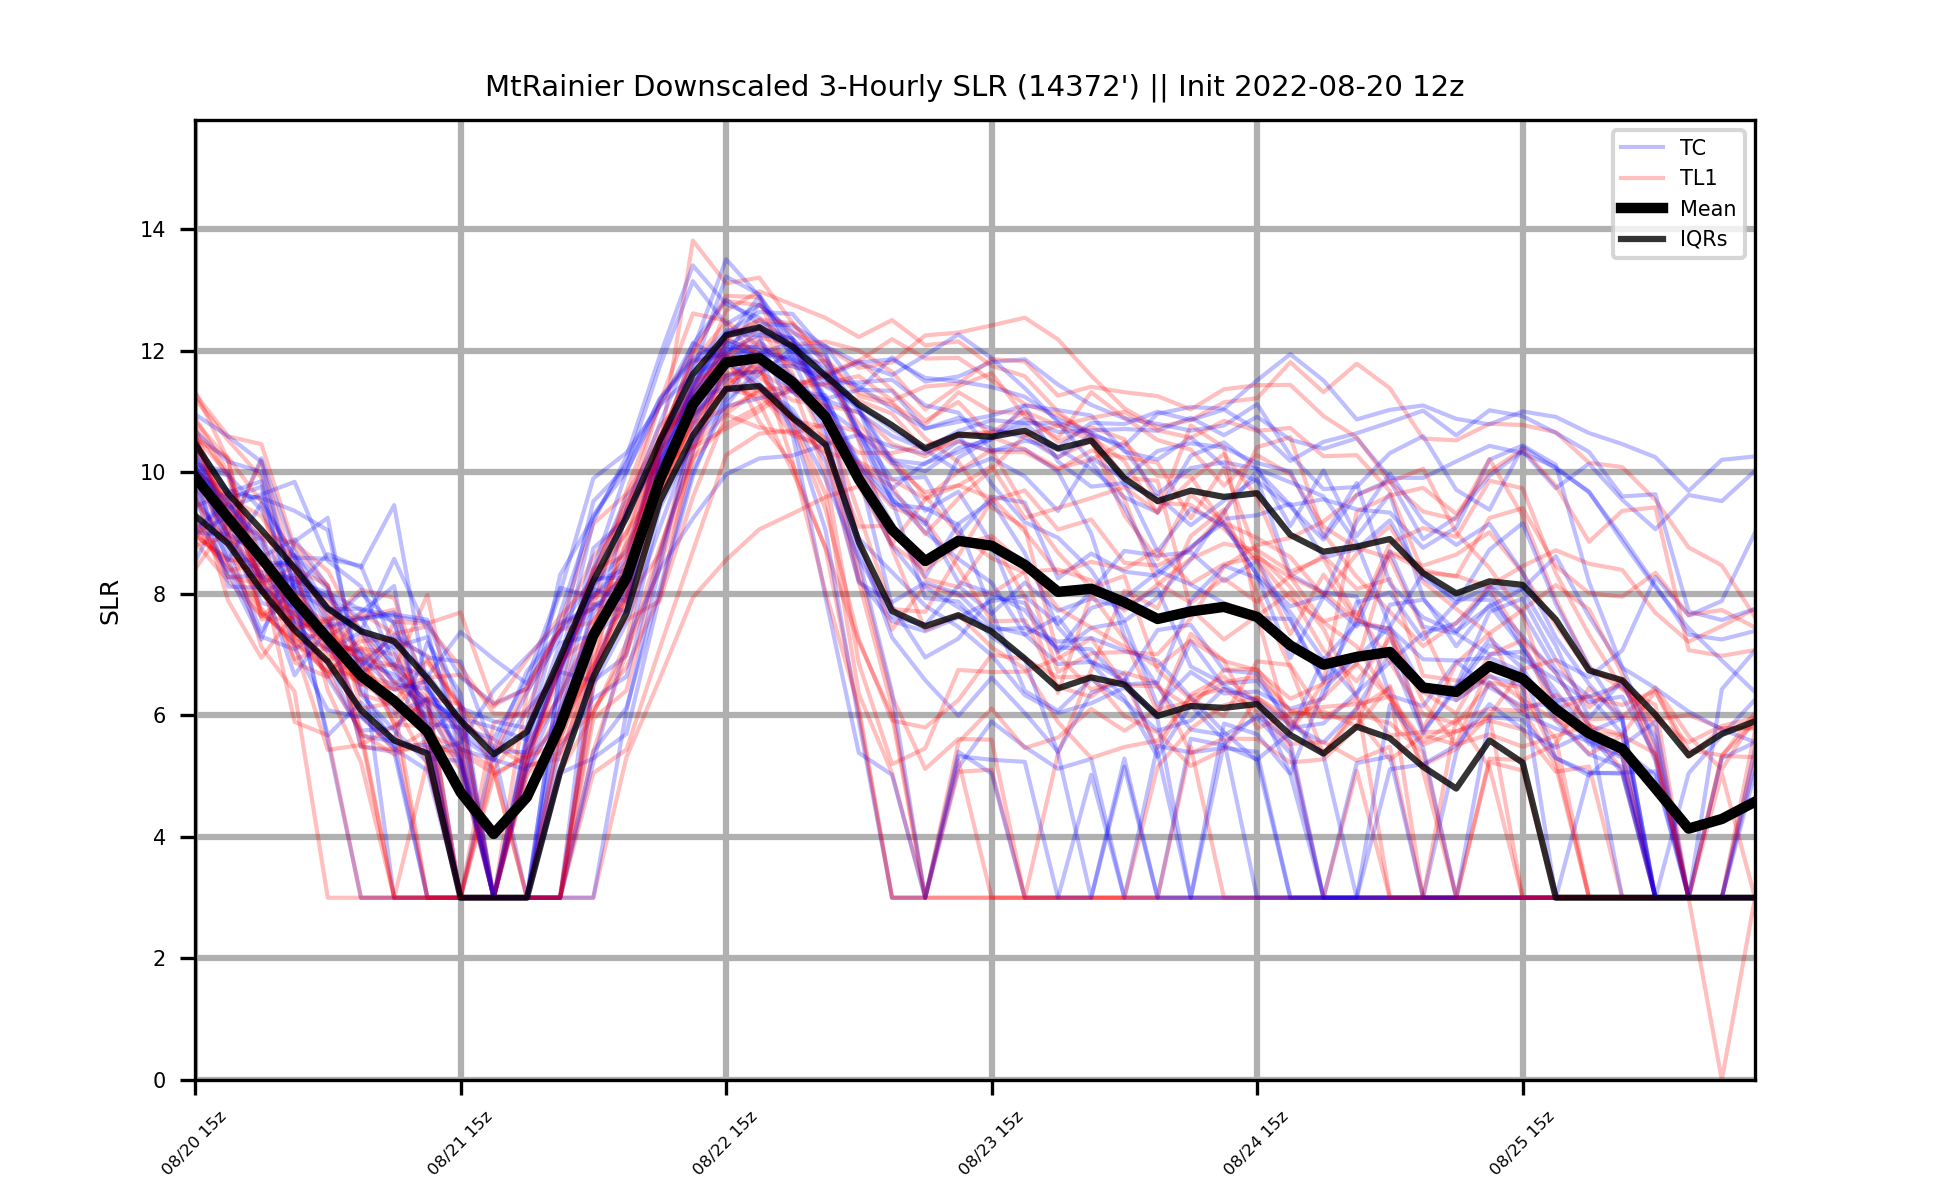 MtRainier Downscaled 3-Hourly SLR (14372') || Init 2022-08-20 12z
TC
TL1
Mean
IQRs
SLR
14
12
10
8
6
4
2
0
08/20 15z
08/21 15z
08/22 15z
08/23 15z
08/24 15z
08/25 15z